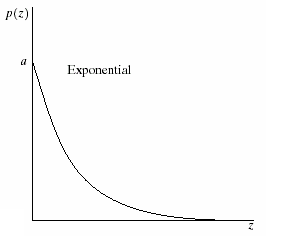 p(z)
a
Exponential
z